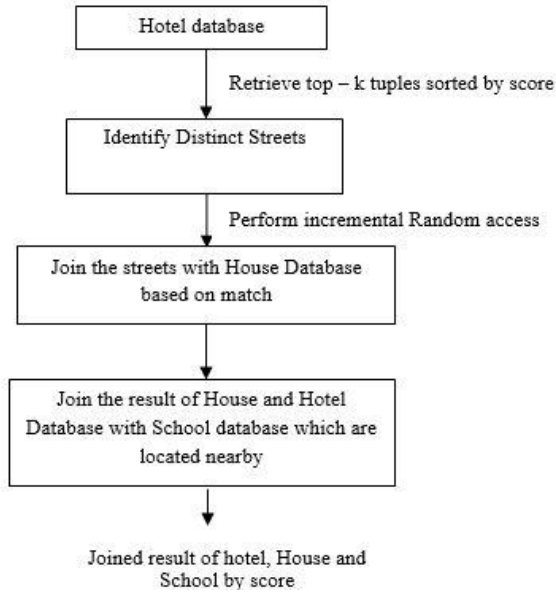 Hotel database
Retrieve top – k tuples sorted by score
Identify Distinct Streets
Perform incremental Random access
Join the streets with House Database
based on match
Join the result of House and Hotel
Database with School database which are
located nearby
Joined result of hotel, House and
School by score